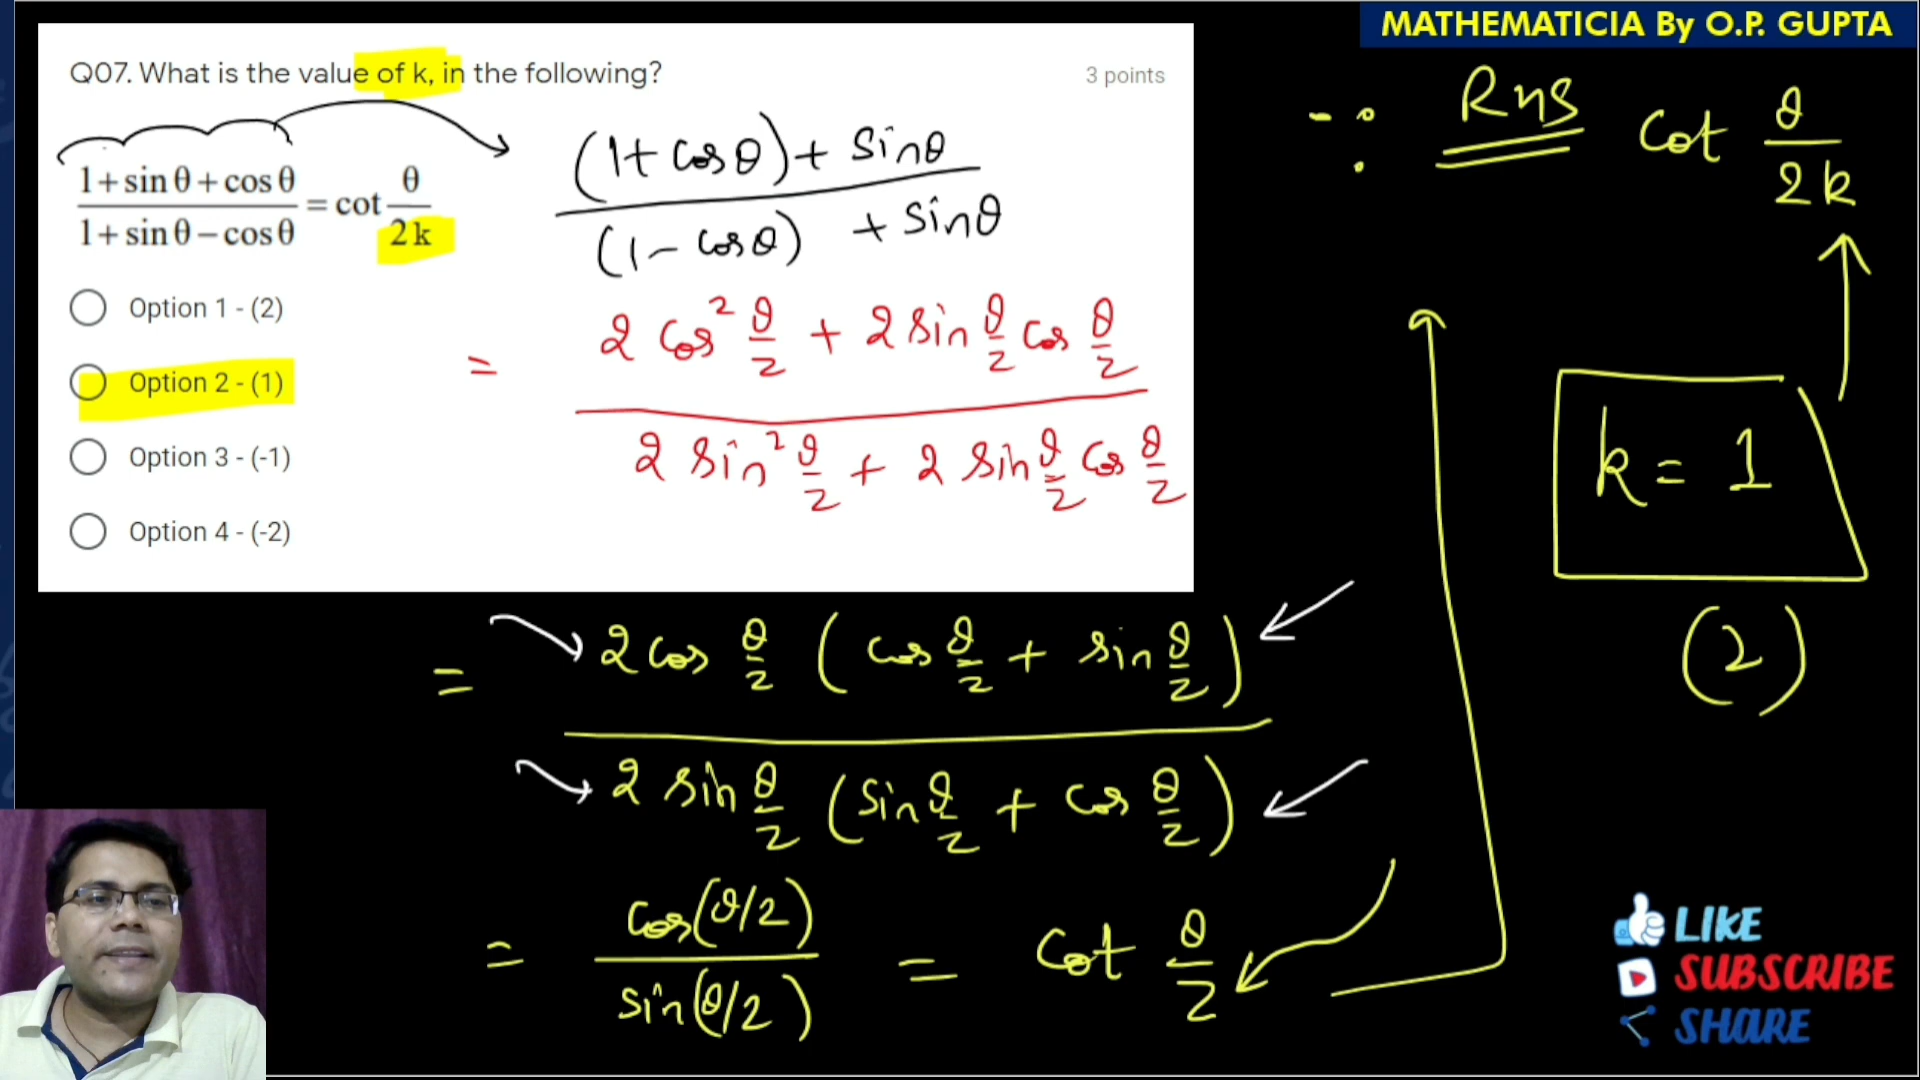 MATHEMATICIA By O.P. GUPTA
Q07. What is the value of k, in the following?
3 points
(1+sinθ+cosθ)/(1+sinθ−cosθ) = cot θ/2k
Option 1 - (2)
Option 2 - (1)
Option 3 - (-1)
Option 4 - (-2)
((1+cosθ)+sinθ)/((1-cosθ)+sinθ)
= (2cos²θ/2 + 2sinθ/2 cosθ/2)/(2sin²θ/2 + 2sinθ/2 cosθ/2)
= 2cosθ/2 (cosθ/2 + sinθ/2)/2sinθ/2 (sinθ/2 + cosθ/2)
= cos(θ/2)/sin(θ/2) = cot θ/2
RHS cot θ/2k
k = 1
(2)
LIKE
SUBSCRIBE
SHARE